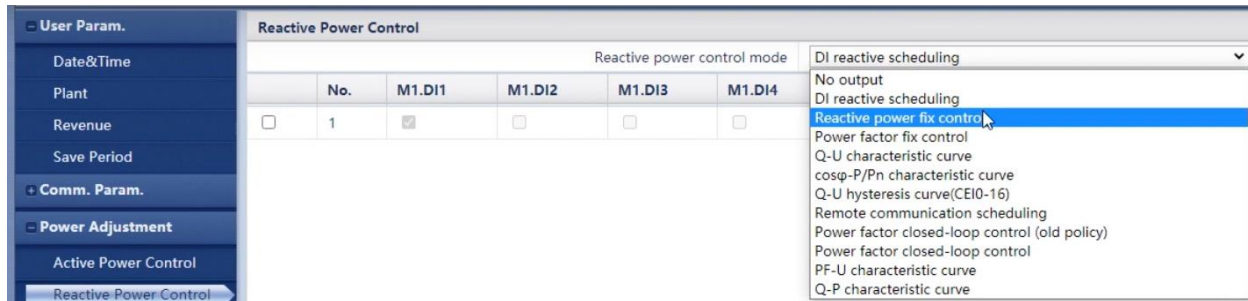 User Param.
Date&Time
Plant
Revenue
Save Period
Comm. Param.
Power Adjustment
Active Power Control
Reactive Power Control
Reactive Power Control
Reactive power control mode DI reactive scheduling
No. M1.DI1 M1.DI2 M1.DI3 M1.DI4
1
No output
DI reactive scheduling
Reactive power fix control
Power factor fix control
Q-U characteristic curve
cosφ-P/Pn characteristic curve
Q-U hysteresis curve(CEI0-16)
Remote communication scheduling
Power factor closed-loop control (old policy)
Power factor closed-loop control
PF-U characteristic curve
Q-P characteristic curve